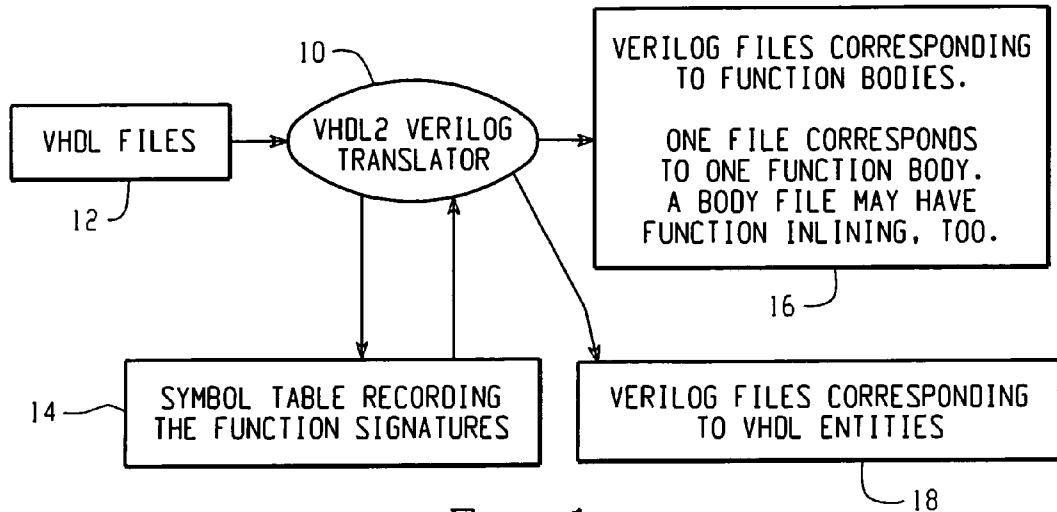 10
VHDL FILES
12
VHDL2 VERILOG
TRANSLATOR
VERILOG FILES CORRESPONDING
TO FUNCTION BODIES.
ONE FILE CORRESPONDS
TO ONE FUNCTION BODY.
A BODY FILE MAY HAVE
FUNCTION INLINING, TOO.
16
14
SYMBOL TABLE RECORDING
THE FUNCTION SIGNATURES
VERILOG FILES CORRESPONDING
TO VHDL ENTITIES
18